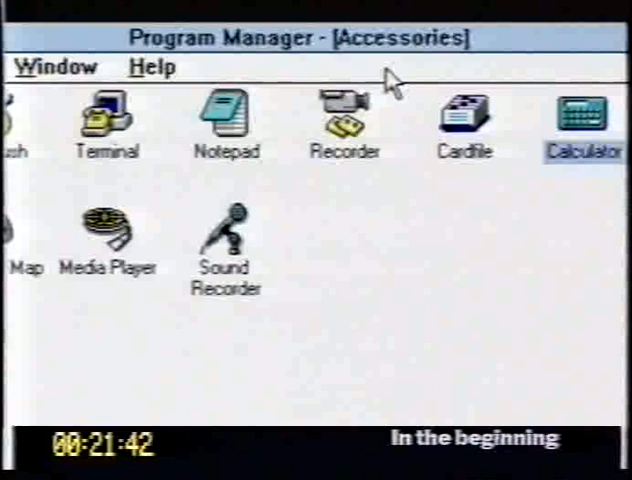 Program Manager - [Accessories]
Window Help
ush Terminal Notepad Recorder Cardfile Calculator
Map Media Player Sound Recorder
00:21:42 In the beginning